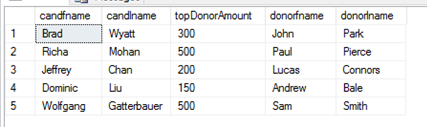 candfname candlname topDonorAmount donorfname donorlname
1 Brad Wyatt 300 John Park
2 Richa Mohan 500 Paul Pierce
3 Jeffrey Chan 200 Lucas Connors
4 Dominic Liu 150 Andrew Bale
5 Wolfgang Gatterbauer 500 Sam Smith